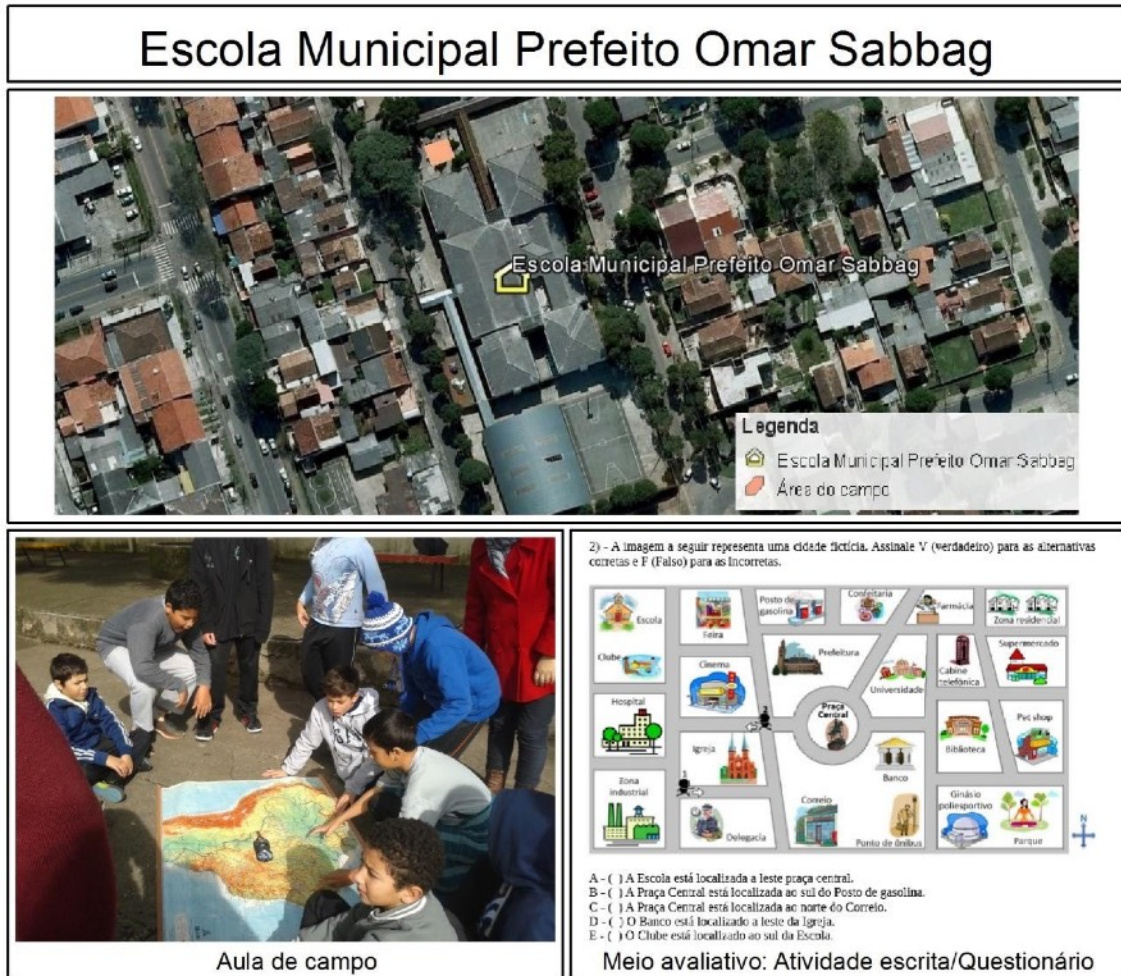 Escola Municipal Prefeito Omar Sabbag
Escola Municipal Prefeito Omar Sabbag
Legenda
Escola Municipal Prefeito Omar Sabbag
Área do campo
Aula de campo
2) - A imagem a seguir representa uma cidade fictícia. Assinale V (verdadeiro) para as alternativas
corretas e F (Falso) para as incorretas.
Escola
Feira
Posto de
gasolina
Confeitaria
Farmácia
Zona residencial
Clube
Cinema
Prefeitura
Universidade
Cabine
telefônica
Supermercado
Hospital
2
Praça
Central
Igreja
Banco
Biblioteca
Pet shop
Zona
industrial
1
Delegacia
Correio
Punto de ônibus
Ginásio
poliesportivo
Parque
N
A - ( ) A Escola está localizada a leste praça central.
B - ( ) A Praça Central está localizada ao sul do Posto de gasolina.
C - ( ) A Praça Central está localizada ao norte do Correio.
D - ( ) O Banco está localizado a leste da Igreja.
E - ( ) O Clube está localizado ao sul da Escola.
Meio avaliativo: Atividade escrita/Questionário